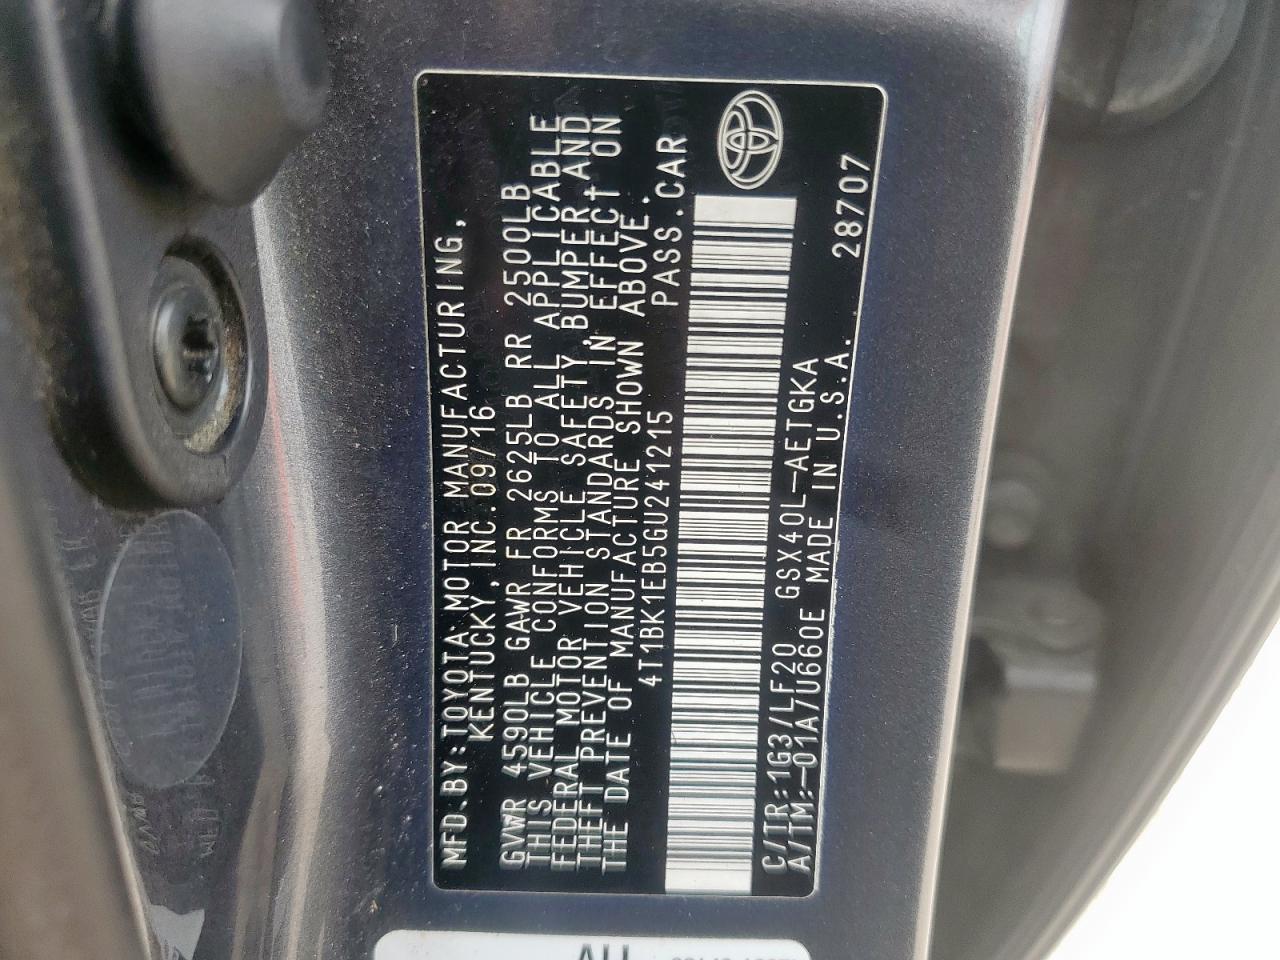 MFD.BY:TOYOTA MOTOR MANUFACTURING,
KENTUCKY,INC.09/16
GVWR 4590LB GAWR FR 2625LB RR 2500LB
THIS VEHICLE CONFORMS TO ALL APPLICABLE
FEDERAL MOTOR VEHICLE SAFETY,BUMPER,AND
THEFT PREVENTION STANDARDS IN EFFECT ON
THE DATE OF MANUFACTURE SHOWN ABOVE.
4T1BK1EB5GU241215 PASS.CAR
C/TR:1G3/LF20 GSX40L-AETGKA
A/TM:-01A/U660E MADE IN U.S.A. 28707